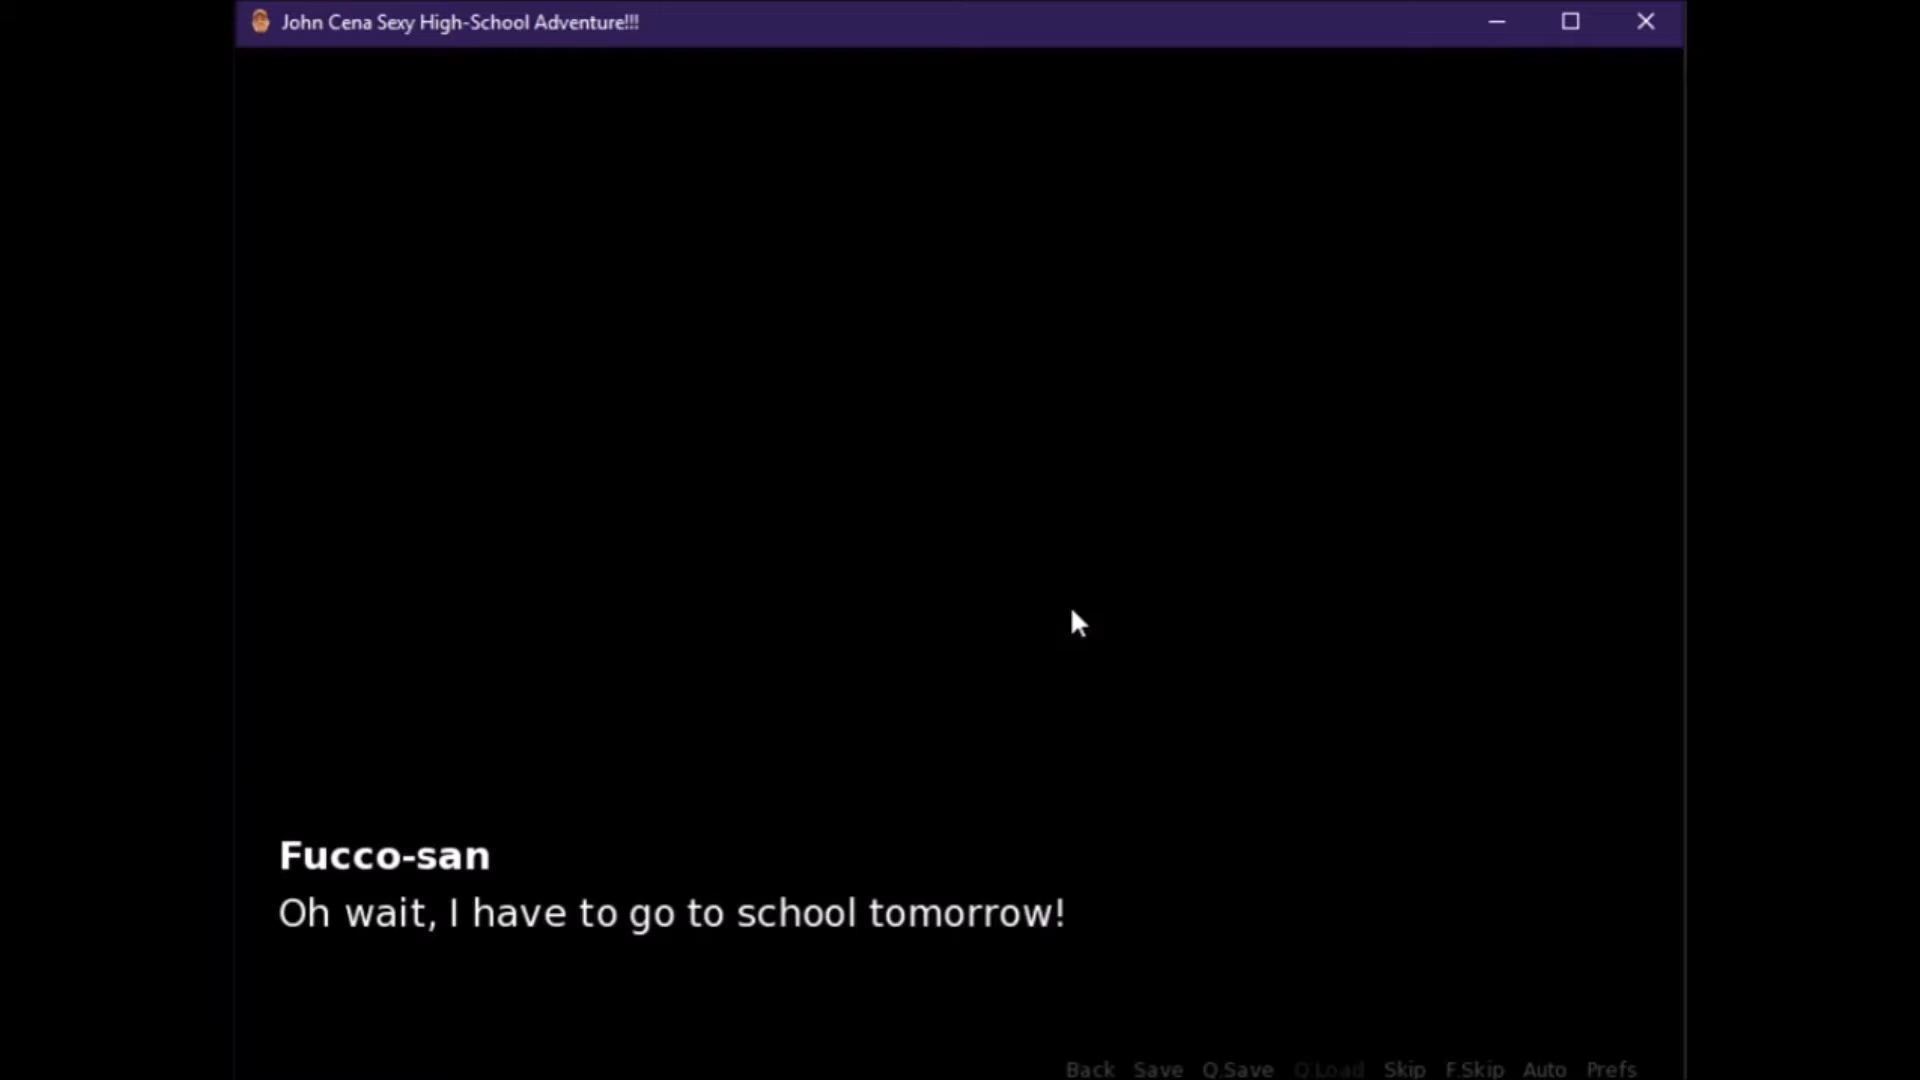 John Cena Sexy High-School Adventure!!!
Fucco-san
Oh wait, I have to go to school tomorrow!
Back Save Q.Save Q.Load Skip F.Skip Auto Prefs